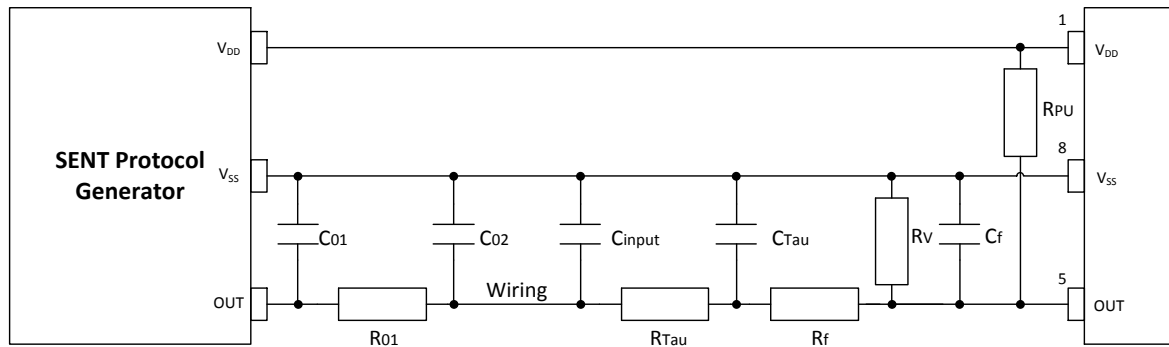 1
VDD
VDD
RPU
SENT Protocol
Generator
8
VSS
VSS
C01
C02
Cinput
CTau
RV
Cf
Wiring
5
OUT
OUT
R01
RTau
Rf